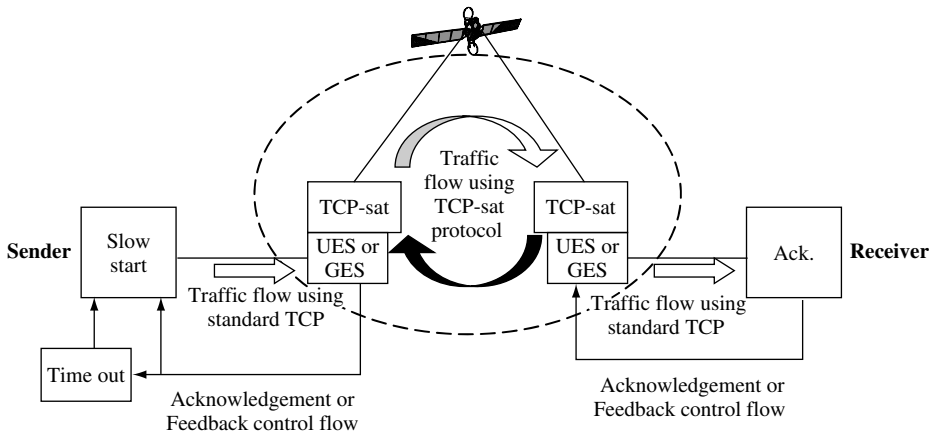 Traffic
flow using
TCP-sat
protocol
TCP-sat
TCP-sat
Sender
Slow
start
UES or
GES
UES or
GES
Ack.
Receiver
Traffic flow using
standard TCP
Traffic flow using
standard TCP
Time out
Acknowledgement or
Feedback control flow
Acknowledgement or
Feedback control flow